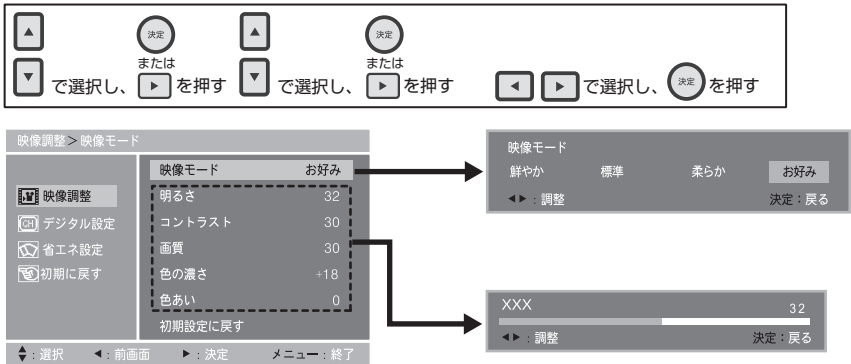 決定 決定
または または
▲ ▼ で選択し、 ▶ を押す ▲ ▼ で選択し、 ▶ を押す ◀ ▶ で選択し、 決定 を押す
映像調整>映像モード
映像調整
デジタル設定
省エネ設定
初期に戻す
映像モード お好み
明るさ 32
コントラスト 30
画質 30
色の濃さ +18
色あい 0
初期設定に戻す
:選択 ◀:前画面 ▶:決定 メニュー:終了
映像モード
鮮やか 標準 柔らか お好み
◀▶:調整 決定:戻る
XXX 32
◀▶:調整 決定:戻る